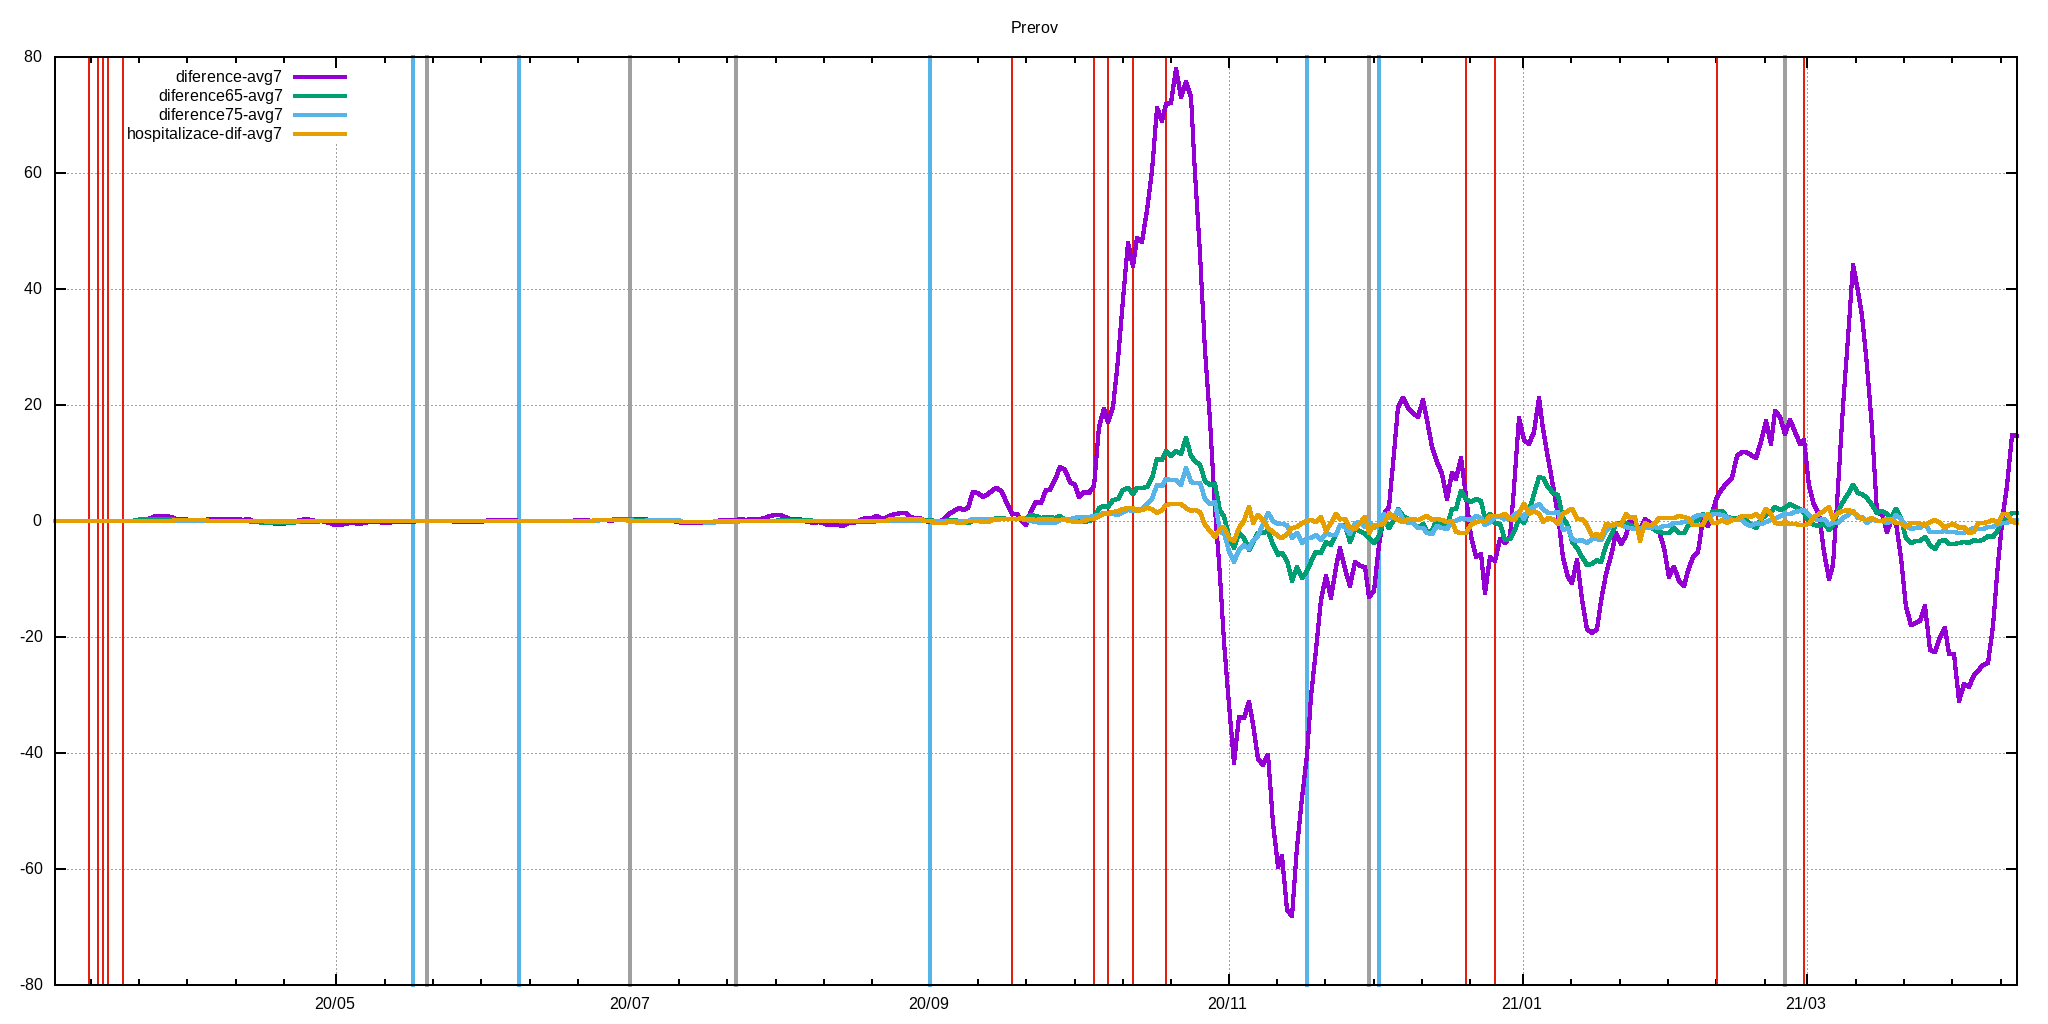 Prerov
80
60
40
20
0
-20
-40
-60
-80
diference-avg7
diference65-avg7
diference75-avg7
hospitalizace-dif-avg7
20/05 20/07 20/09 20/11 21/01 21/03